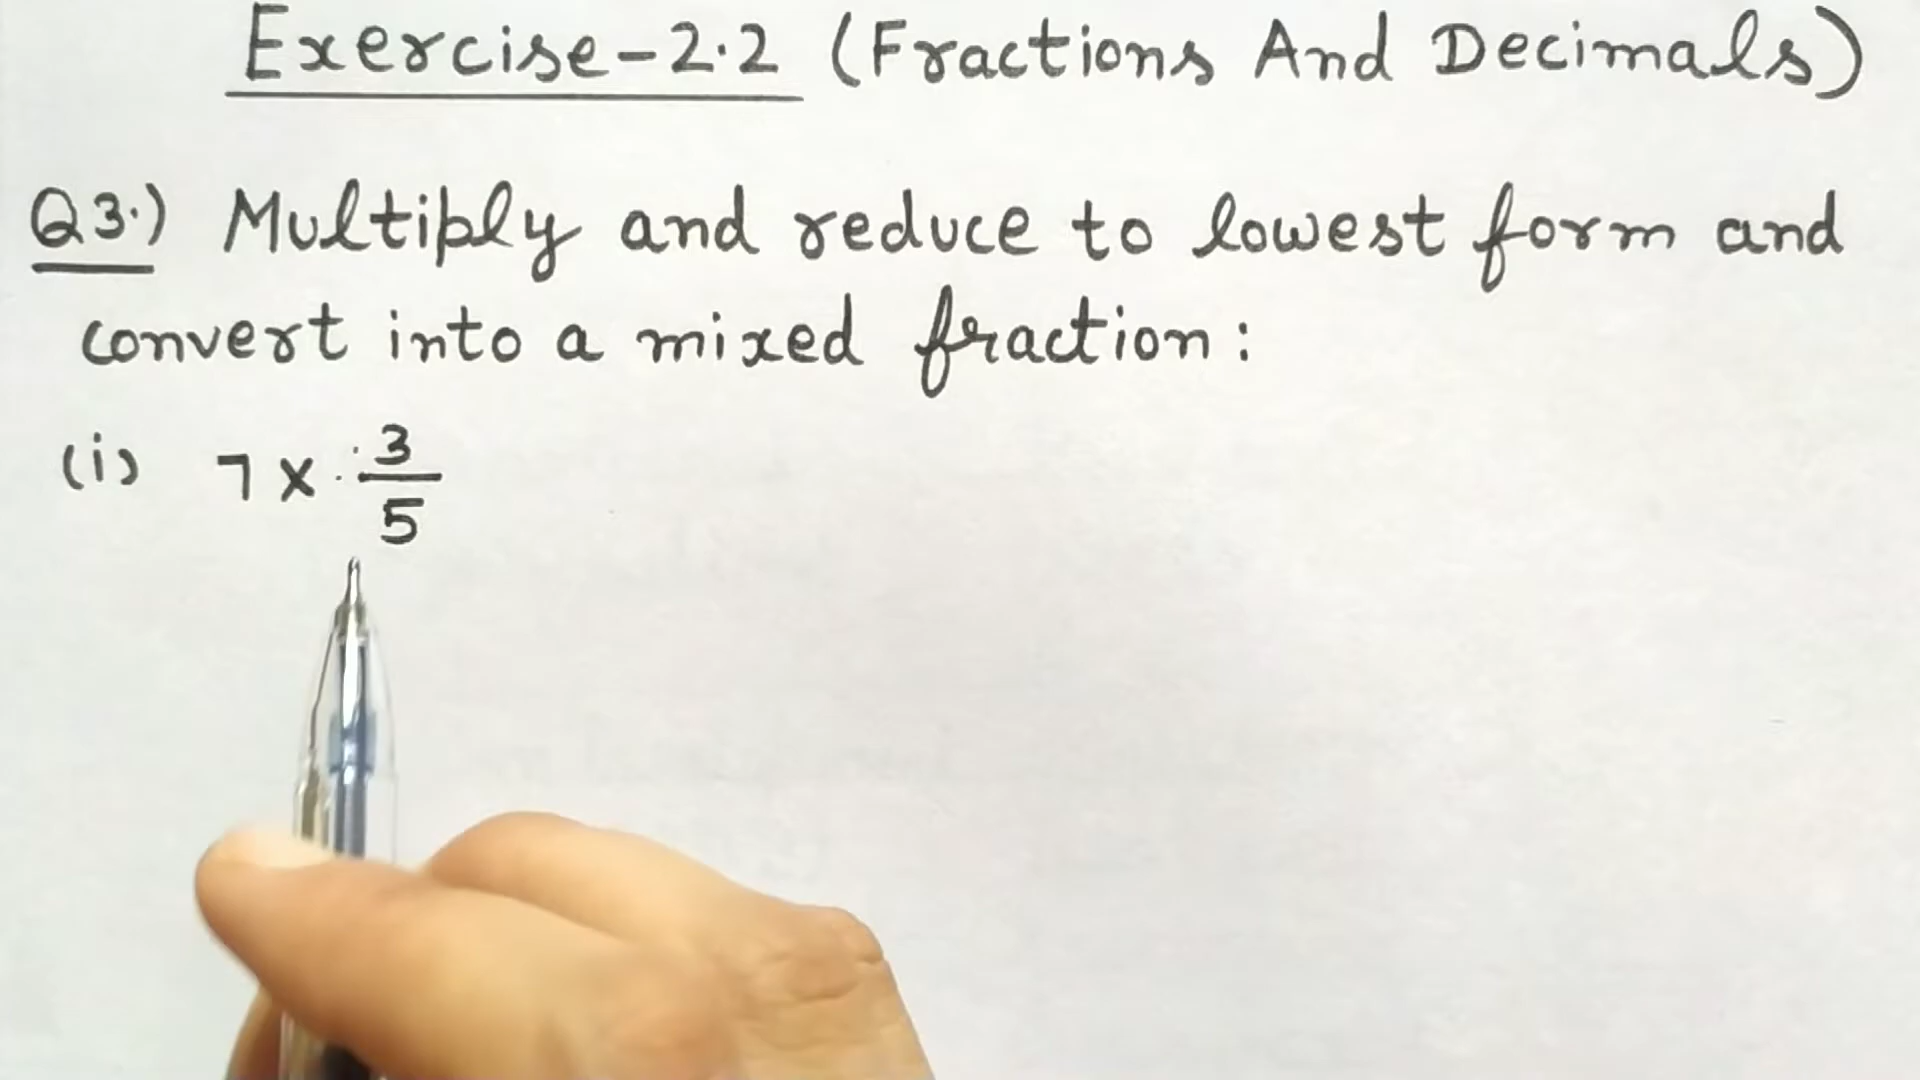 Exercise-2.2 (Fractions And Decimals)
Q3.) Multiply and reduce to lowest form and
convert into a mixed fraction:
(i) 7 × 3/5